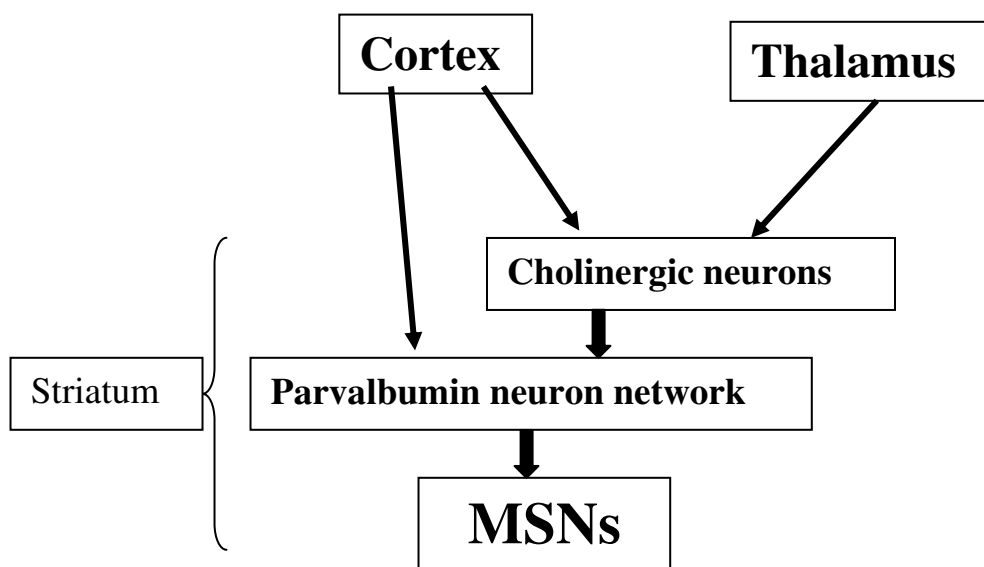 Cortex
Thalamus
Cholinergic neurons
Striatum
Parvalbumin neuron network
MSNs